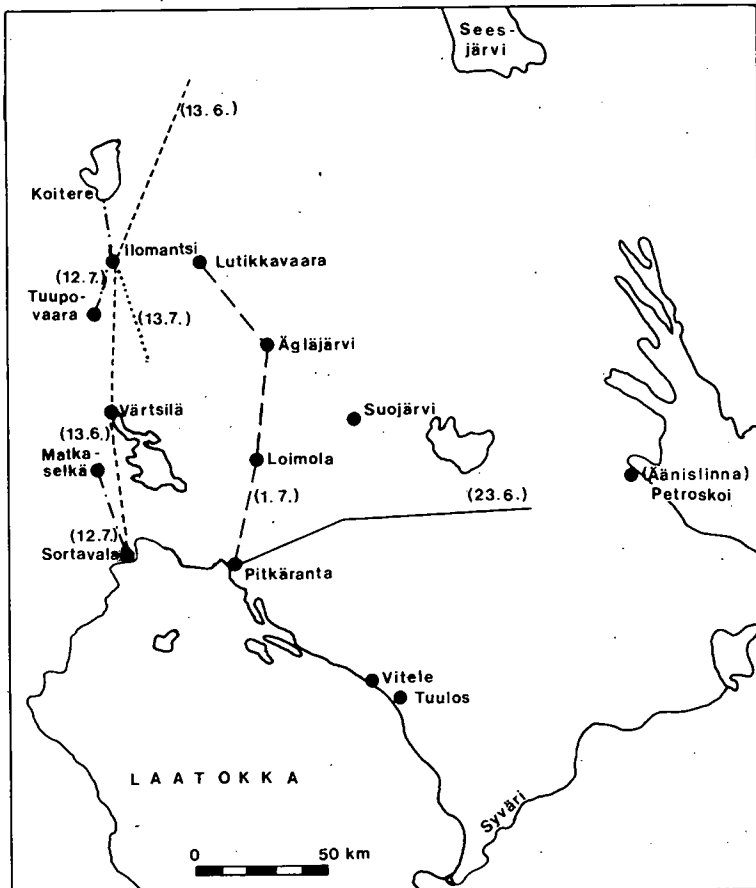 Sees-
järvi
(13.6.)
Koitere
Ilomantsi
Lutikkavaara
(12.7.)
Tuupo-
vaara
(13.7.)
Ägläjärvi
Värtsilä
Suojärvi
(13.6.)
Matka-
selkä
Loimola
(Äänislinna)
Petroskoi
(1.7.)
(23.6.)
(12.7.)
Sortavala
Pitkäranta
Vitele
Tuulos
LAATOKKA
Syväri
0 50 km